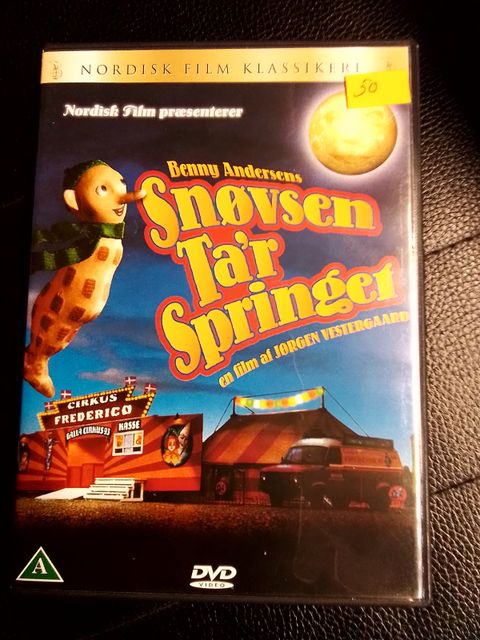 NORDISK FILM KLASSIKERE
50
Nordisk Film præsenterer
Benny Andersens
Snøvsen
Ta'r
Springet
en film af JØRGEN VESTERGAARD
CIRKUS
FREDERICO
KASSE
A
DVD
VIDEO